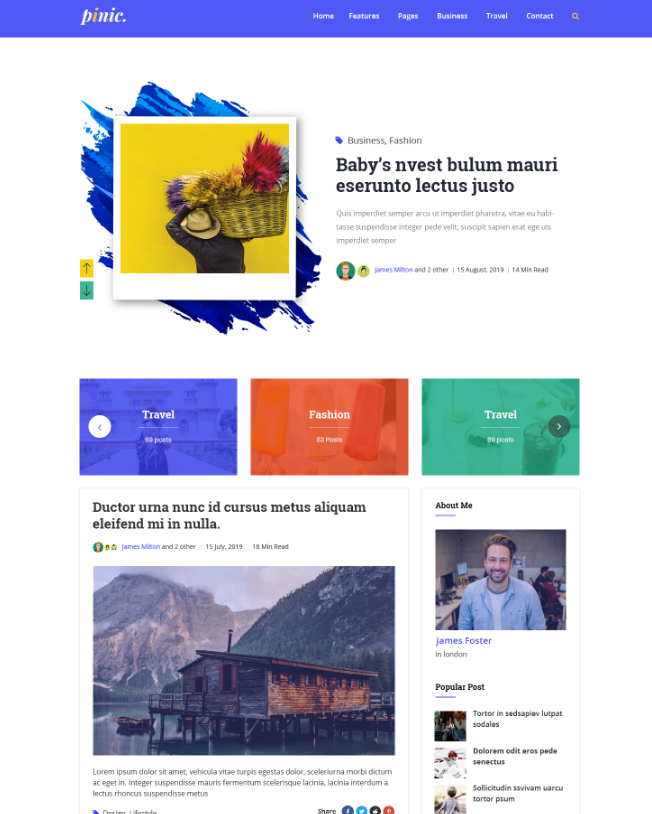 pinic.
Home Features Pages Business Travel Contact
Business, Fashion
Baby’s nvest bulum mauri
eserunto lectus justo
Quis imperdiet semper arcu ut imperdiet pharetra, vitae eu habi-
tasse suspendisse integer pede velit, suscipit sapien erat ege uis
imperdiet semper
James Milton and 2 other | 15 August, 2019 | 14 Min Read
Travel
69 posts
Fashion
83 Posts
Travel
69 posts
Ductor urna nunc id cursus metus aliquam
eleifend mi in nulla.
James Milton and 2 other | 15 July, 2019 | 18 Min Read
Lorem ipsum dolor sit amet, vehicula vitae turpis egestas dolor, sceleriurna morbi dictum
ac eget in. Integer suspendisse mauris fermentum scelerisque lacinia, lacinia interdum a
lectus rhoncus suspendisse metus
Design, Lifestyle
Share
About Me
James Foster
in london
Popular Post
Tortor in sedsapiev lutpat
sodales
Dolorem odit eros pede
senectus
Sollicitudin ssvivam uarcu
tortor psum